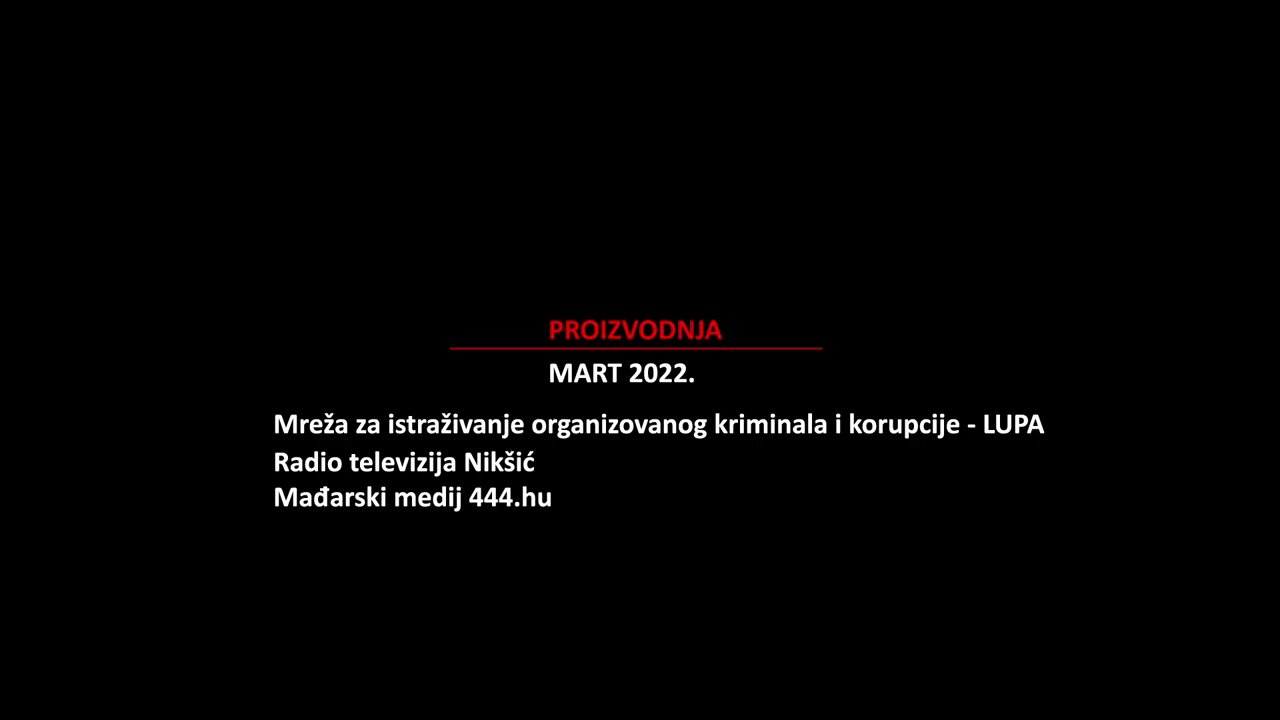 PROIZVODNJA
MART 2022.
Mreža za istraživanje organizovanog kriminala i korupcije - LUPA
Radio televizija Nikšić
Mađarski medij 444.hu